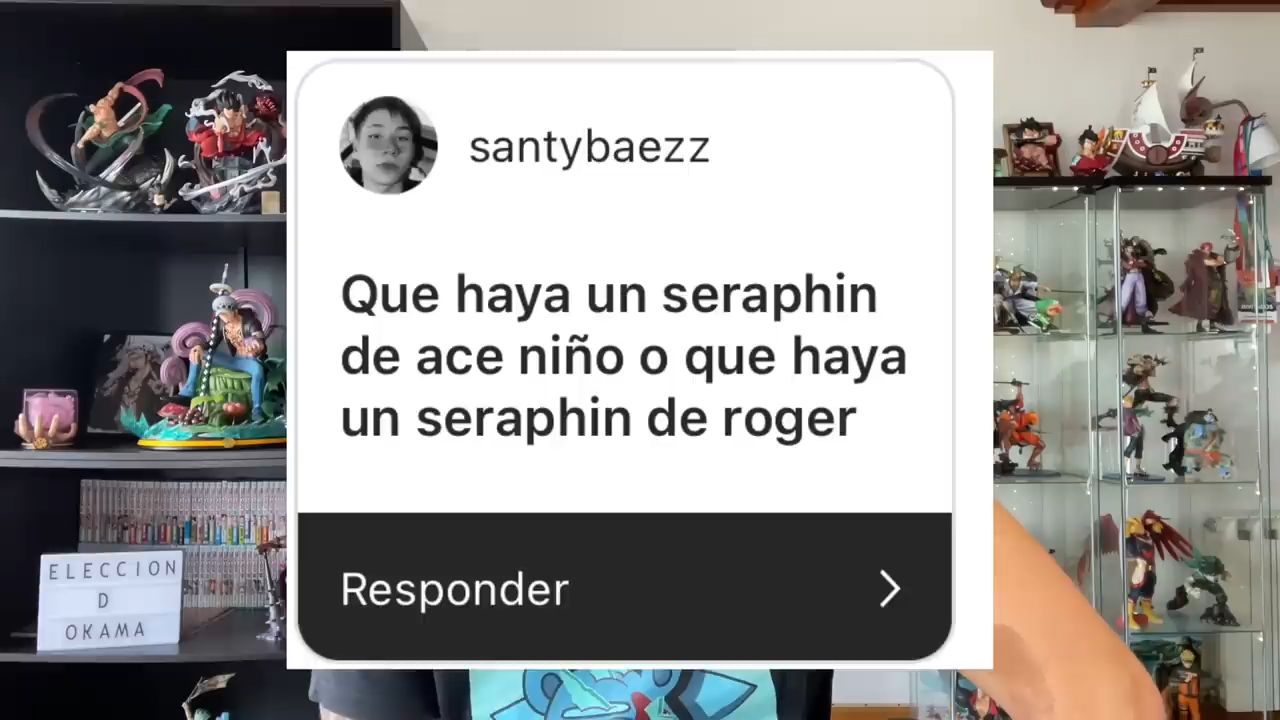 santybaezz
Que haya un seraphin
de ace niño o que haya
un seraphin de roger
Responder
ELECCION
D
OKAMA